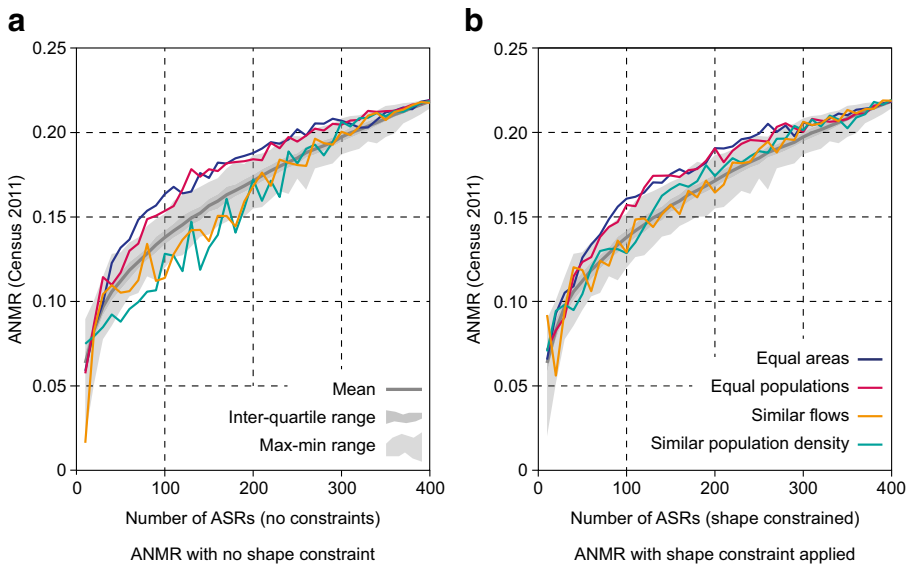 a
b
0.25
0.20
0.15
0.10
0.05
0
ANMR (Census 2011)
Mean
Inter-quartile range
Max-min range
0
100
200
300
400
Number of ASRs (no constraints)
ANMR with no shape constraint
0.25
0.20
0.15
0.10
0.05
0
ANMR (Census 2011)
Equal areas
Equal populations
Similar flows
Similar population density
0
100
200
300
400
Number of ASRs (shape constrained)
ANMR with shape constraint applied